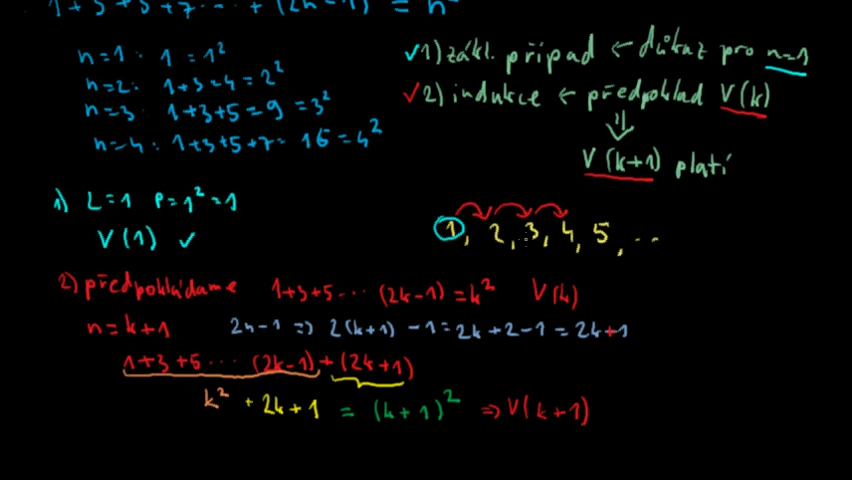 1+3+5+7 ... + (2n-1) = n²
n=1: 1 = 1²
n=2: 1+3=4=2²
n=3: 1+3+5=9=3²
n=4: 1+3+5+7=16=4²
✓1) zákl. případ ← důkaz pro n=1
✓2) indukce ← předpoklad V(k)
⇓
V(k+1) platí
1) L=1 P=1²=1
V(1) ✓
1, 2, 3, 4, 5, ...
2) předpokládáme 1+3+5 ... (2k-1)=k² V(k)
n=k+1 2n-1 ⇒ 2(k+1)-1=2k+2-1=2k+1
1+3+5 ... (2k-1)+(2k+1)
k²+2k+1 = (k+1)² ⇒ V(k+1)